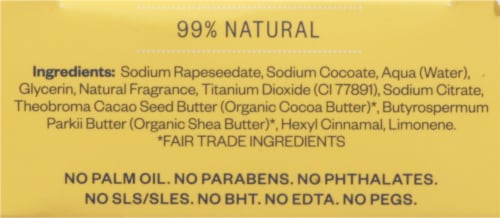 99% NATURAL
Ingredients: Sodium Rapeseedate, Sodium Cocoate, Aqua (Water),
Glycerin, Natural Fragrance, Titanium Dioxide (CI 77891), Sodium Citrate,
Theobroma Cacao Seed Butter (Organic Cocoa Butter)*, Butyrospermum
Parkii Butter (Organic Shea Butter)*, Hexyl Cinnamal, Limonene.
*FAIR TRADE INGREDIENTS
NO PALM OIL. NO PARABENS. NO PHTHALATES.
NO SLS/SLES. NO BHT. NO EDTA. NO PEGS.